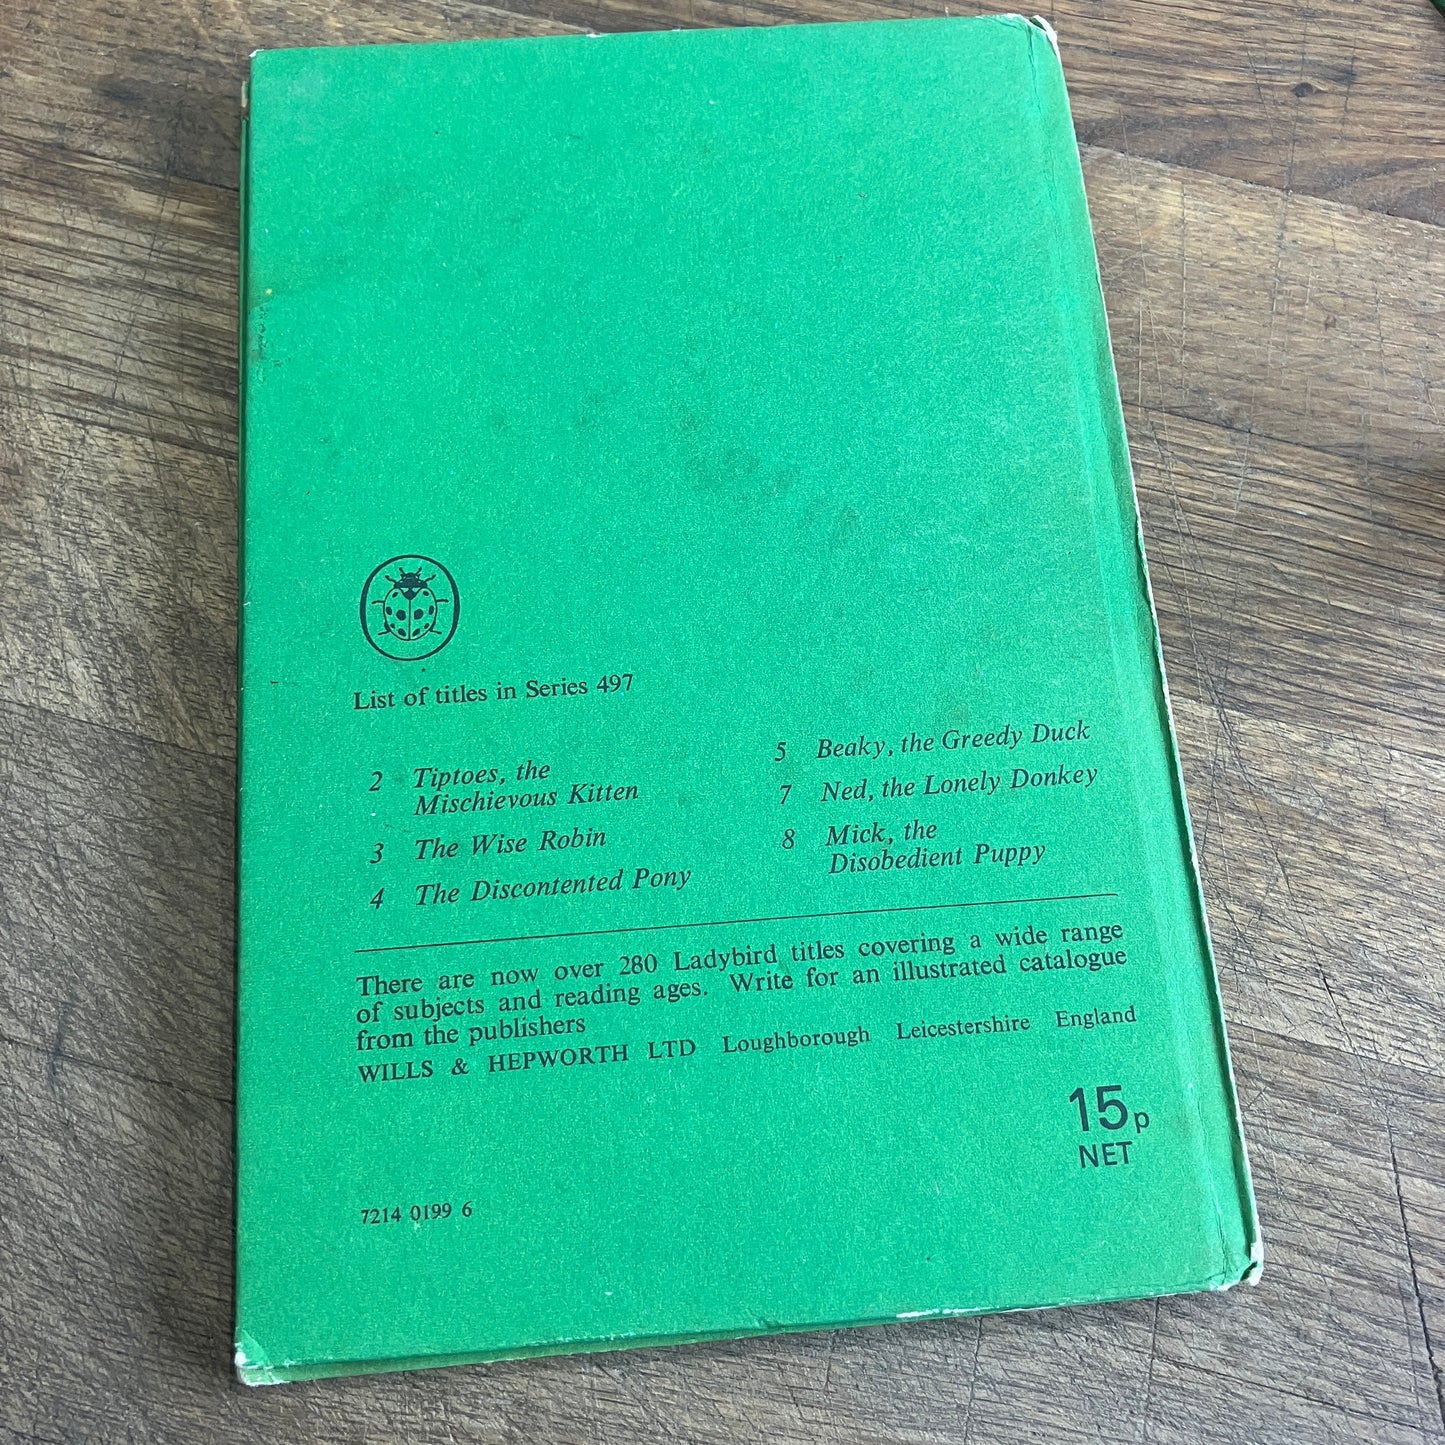 List of titles in Series 497
2 Tiptoes, the
Mischievous Kitten
3 The Wise Robin
4 The Discontented Pony
5 Beaky, the Greedy Duck
7 Ned, the Lonely Donkey
8 Mick, the
Disobedient Puppy
There are now over 280 Ladybird titles covering a wide range
of subjects and reading ages. Write for an illustrated catalogue
from the publishers
WILLS & HEPWORTH LTD Loughborough Leicestershire England
15p
NET
7214 0199 6